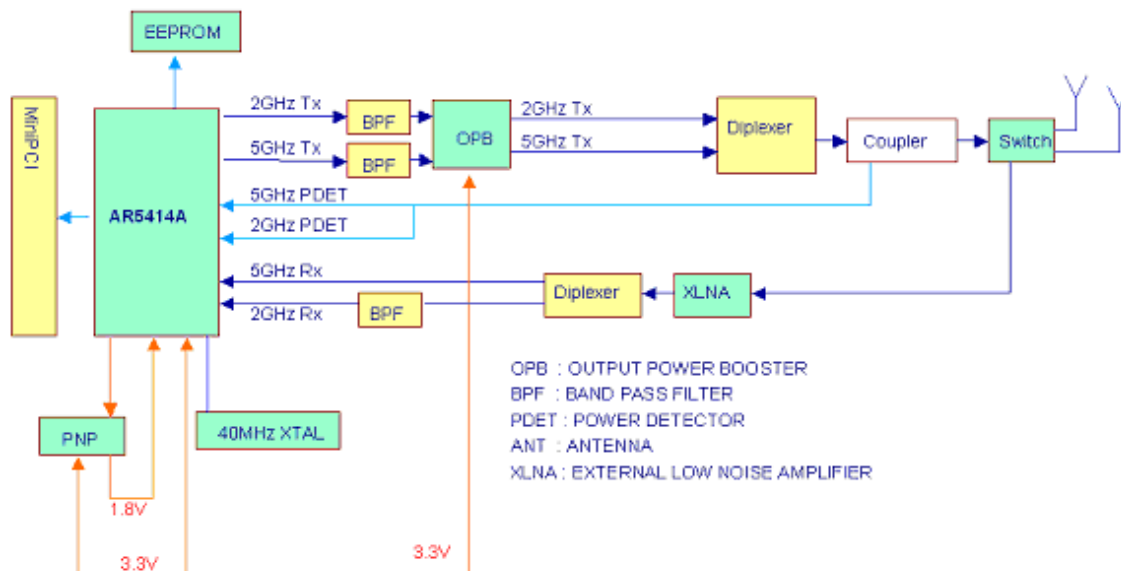 EEPROM
MiniPCI
AR5414A
2GHz Tx
BPF
5GHz Tx
BPF
OPB
2GHz Tx
5GHz Tx
Diplexer
Coupler
Switch
5GHz PDET
2GHz PDET
5GHz Rx
2GHz Rx
BPF
Diplexer
XLNA
OPB : OUTPUT POWER BOOSTER
BPF : BAND PASS FILTER
PDET : POWER DETECTOR
ANT : ANTENNA
XLNA : EXTERNAL LOW NOISE AMPLIFIER
PNP
40MHz XTAL
1.8V
3.3V
3.3V